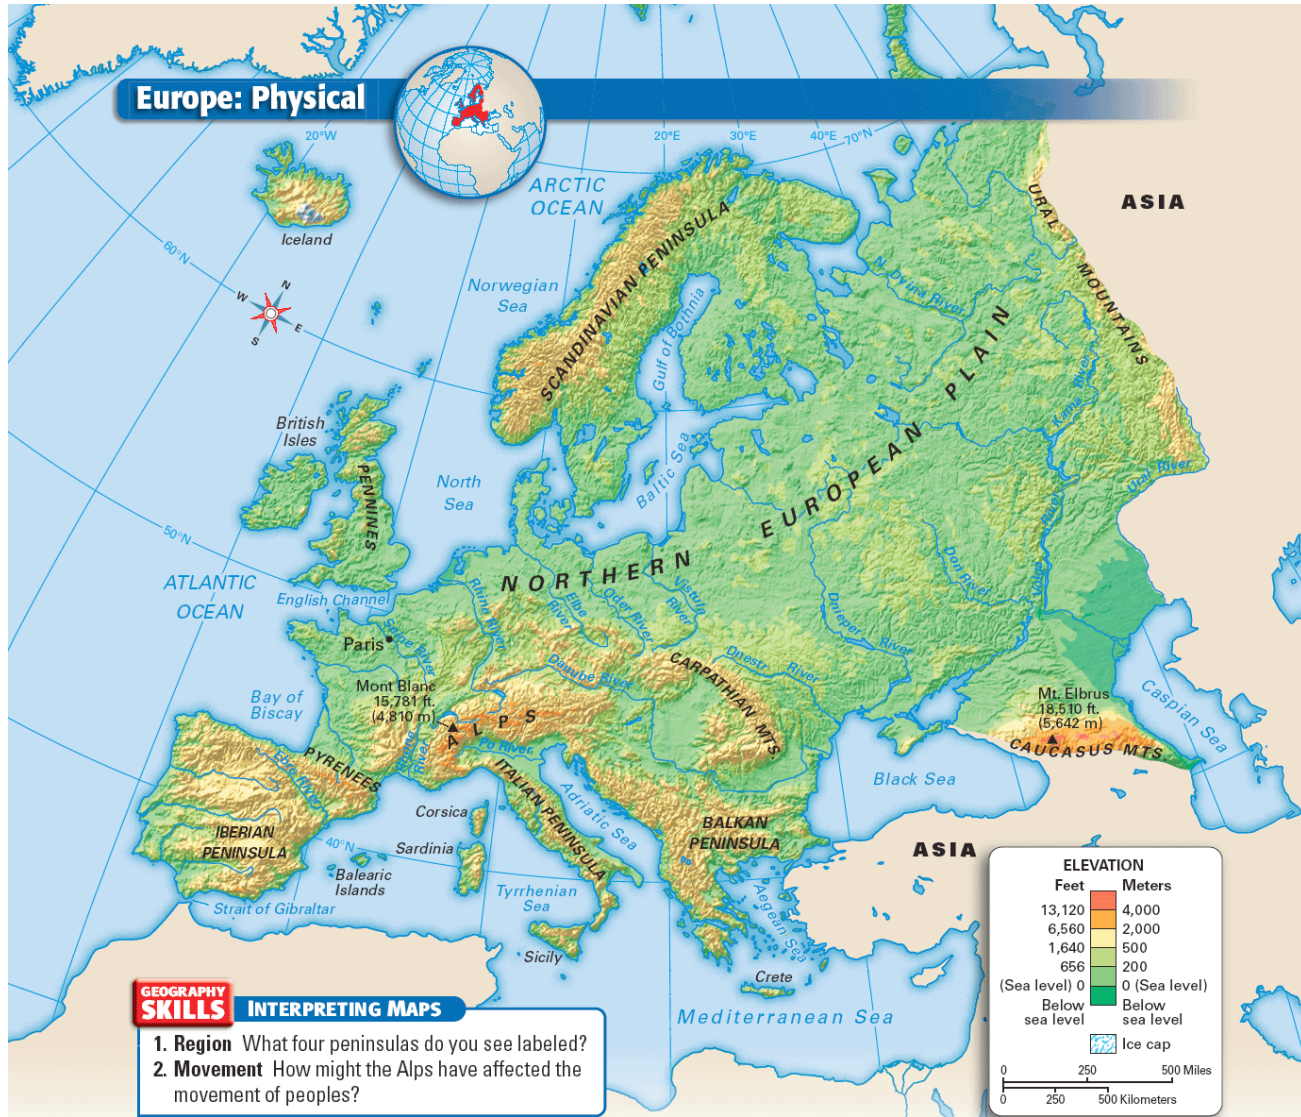 Europe: Physical
20°W
20°E
30°E
40°E
70°N
ARCTIC
OCEAN
ASIA
URAL
MOUNTAINS
Iceland
60°N
N
W
E
S
Norwegian
Sea
SCANDINAVIAN PENINSULA
Gulf of Bothnia
N. Dvina River
Kama River
British
Isles
PENNINES
North
Sea
Baltic Sea
NORTHERN EUROPEAN PLAIN
Ural River
Volga River
Don River
50°N
ATLANTIC
OCEAN
English Channel
Rhine River
Elbe
River
Oder River
Vistula
River
Dnieper River
Paris
Seine River
Dnestr River
CARPATHIAN MTS
Danube River
Mont Blanc
15,781 ft.
(4,810 m)
ALPS
Bay of
Biscay
Rhone
River
Po River
Mt. Elbrus
18,510 ft.
(5,642 m)
CAUCASUS MTS
Caspian Sea
Black Sea
PYRENEES
Ebro River
ITALIAN PENINSULA
Adriatic Sea
Corsica
Sardinia
IBERIAN
PENINSULA
40°N
BALKAN
PENINSULA
ASIA
Balearic
Islands
Tyrrhenian
Sea
Aegean Sea
Strait of Gibraltar
Sicily
Crete
Mediterranean Sea
ELEVATION
Feet Meters
13,120 4,000
6,560 2,000
1,640 500
656 200
(Sea level) 0 0 (Sea level)
Below Below
sea level sea level
Ice cap
0 250 500 Miles
0 250 500 Kilometers
GEOGRAPHY
SKILLS INTERPRETING MAPS
1. Region What four peninsulas do you see labeled?
2. Movement How might the Alps have affected the
movement of peoples?